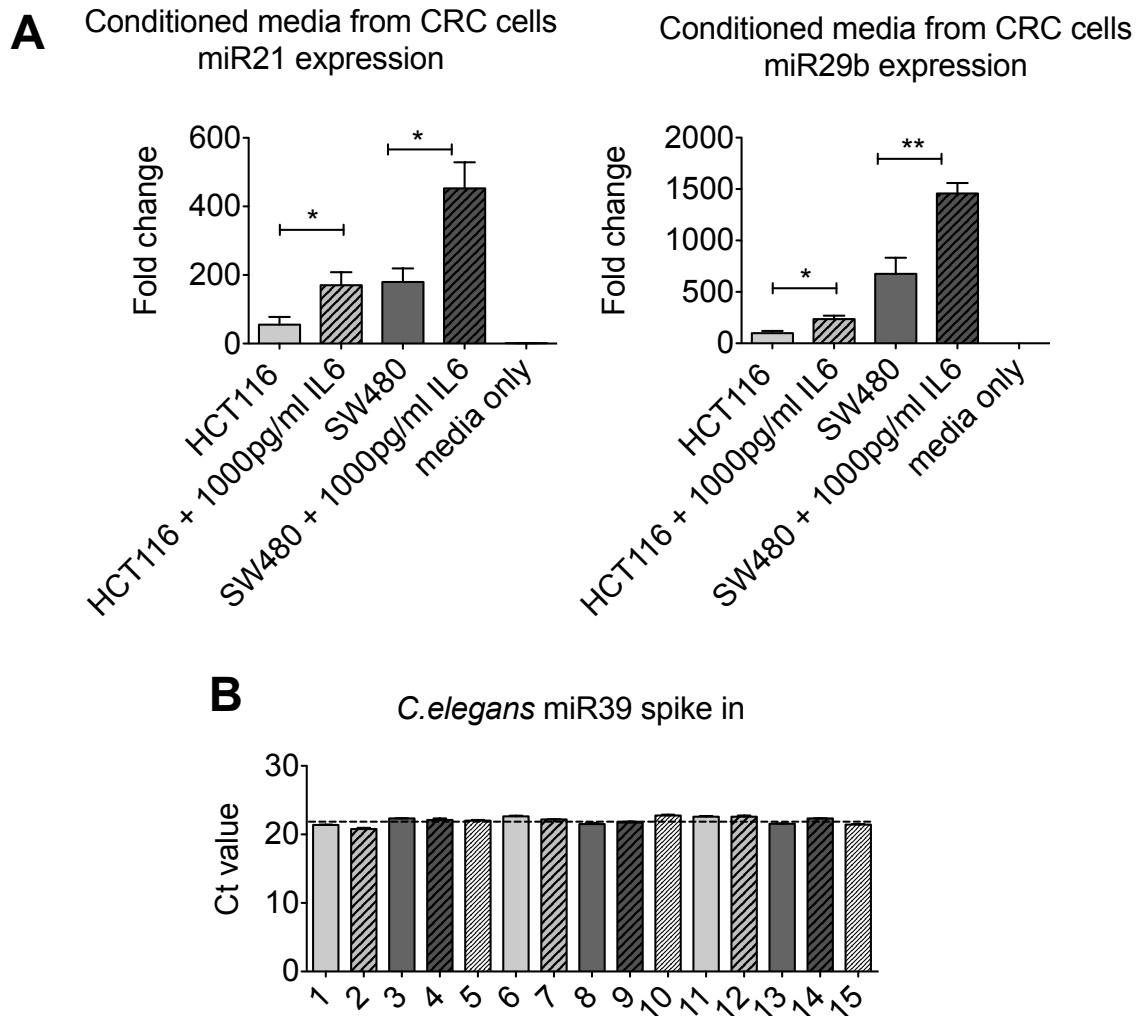 A
Conditioned media from CRC cells
miR21 expression
Fold change
600
400
200
0
*
*
HCT116
HCT116 + 1000pg/ml IL6
SW480
SW480 + 1000pg/ml IL6
media only
Conditioned media from CRC cells
miR29b expression
Fold change
2000
1500
1000
500
0
*
**
HCT116
HCT116 + 1000pg/ml IL6
SW480
SW480 + 1000pg/ml IL6
media only
B
C.elegans miR39 spike in
Ct value
30
20
10
0
1 2 3 4 5 6 7 8 9 10 11 12 13 14 15